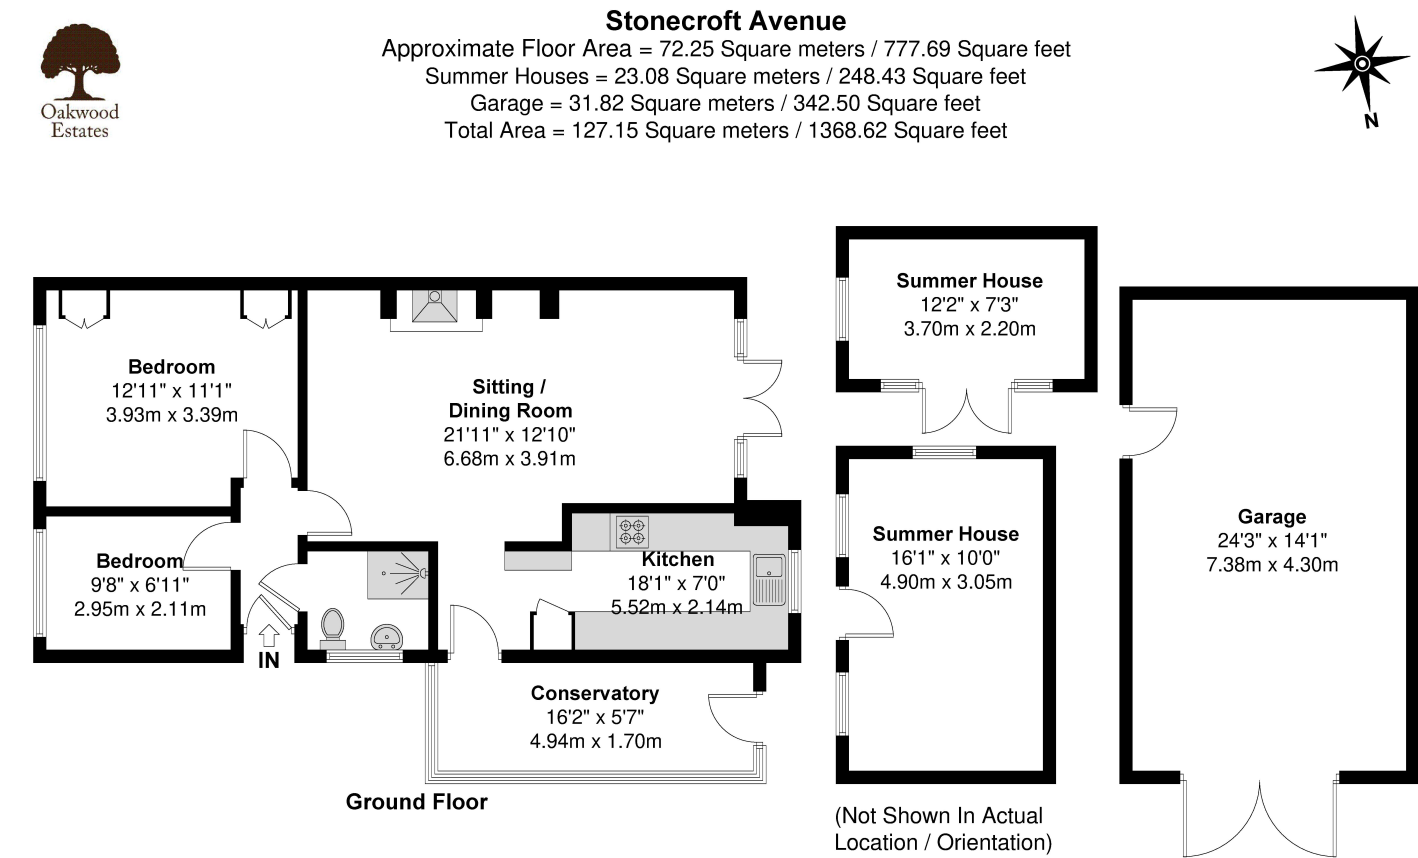 Stonecroft Avenue
Approximate Floor Area = 72.25 Square meters / 777.69 Square feet
Summer Houses = 23.08 Square meters / 248.43 Square feet
Garage = 31.82 Square meters / 342.50 Square feet
Total Area = 127.15 Square meters / 1368.62 Square feet
Oakwood
Estates
N
Bedroom
12'11" x 11'1"
3.93m x 3.39m
Sitting /
Dining Room
21'11" x 12'10"
6.68m x 3.91m
Bedroom
9'8" x 6'11"
2.95m x 2.11m
Kitchen
18'1" x 7'0"
5.52m x 2.14m
IN
Conservatory
16'2" x 5'7"
4.94m x 1.70m
Ground Floor
Summer House
12'2" x 7'3"
3.70m x 2.20m
Summer House
16'1" x 10'0"
4.90m x 3.05m
(Not Shown In Actual
Location / Orientation)
Garage
24'3" x 14'1"
7.38m x 4.30m